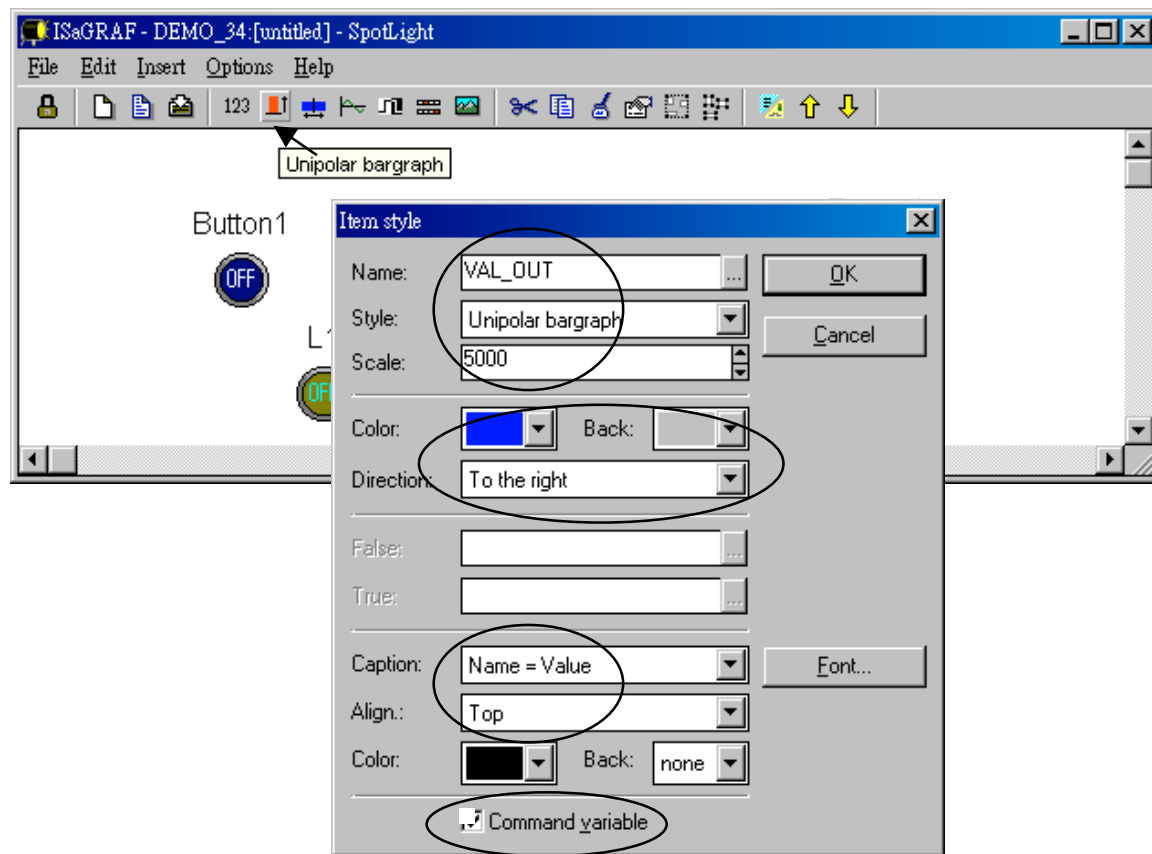 ISaGRAF - DEMO_34:[untitled] - SpotLight
File Edit Insert Options Help
123
Unipolar bargraph
Button1
OFF
Item style
Name: VAL_OUT ... OK
Style: Unipolar bargraph
Cancel
Scale: 5000
OFF
Color: Back:
Direction: To the right
False: ...
True: ...
Caption: Name = Value Font...
Align.: Top
Color: Back: none
Command variable